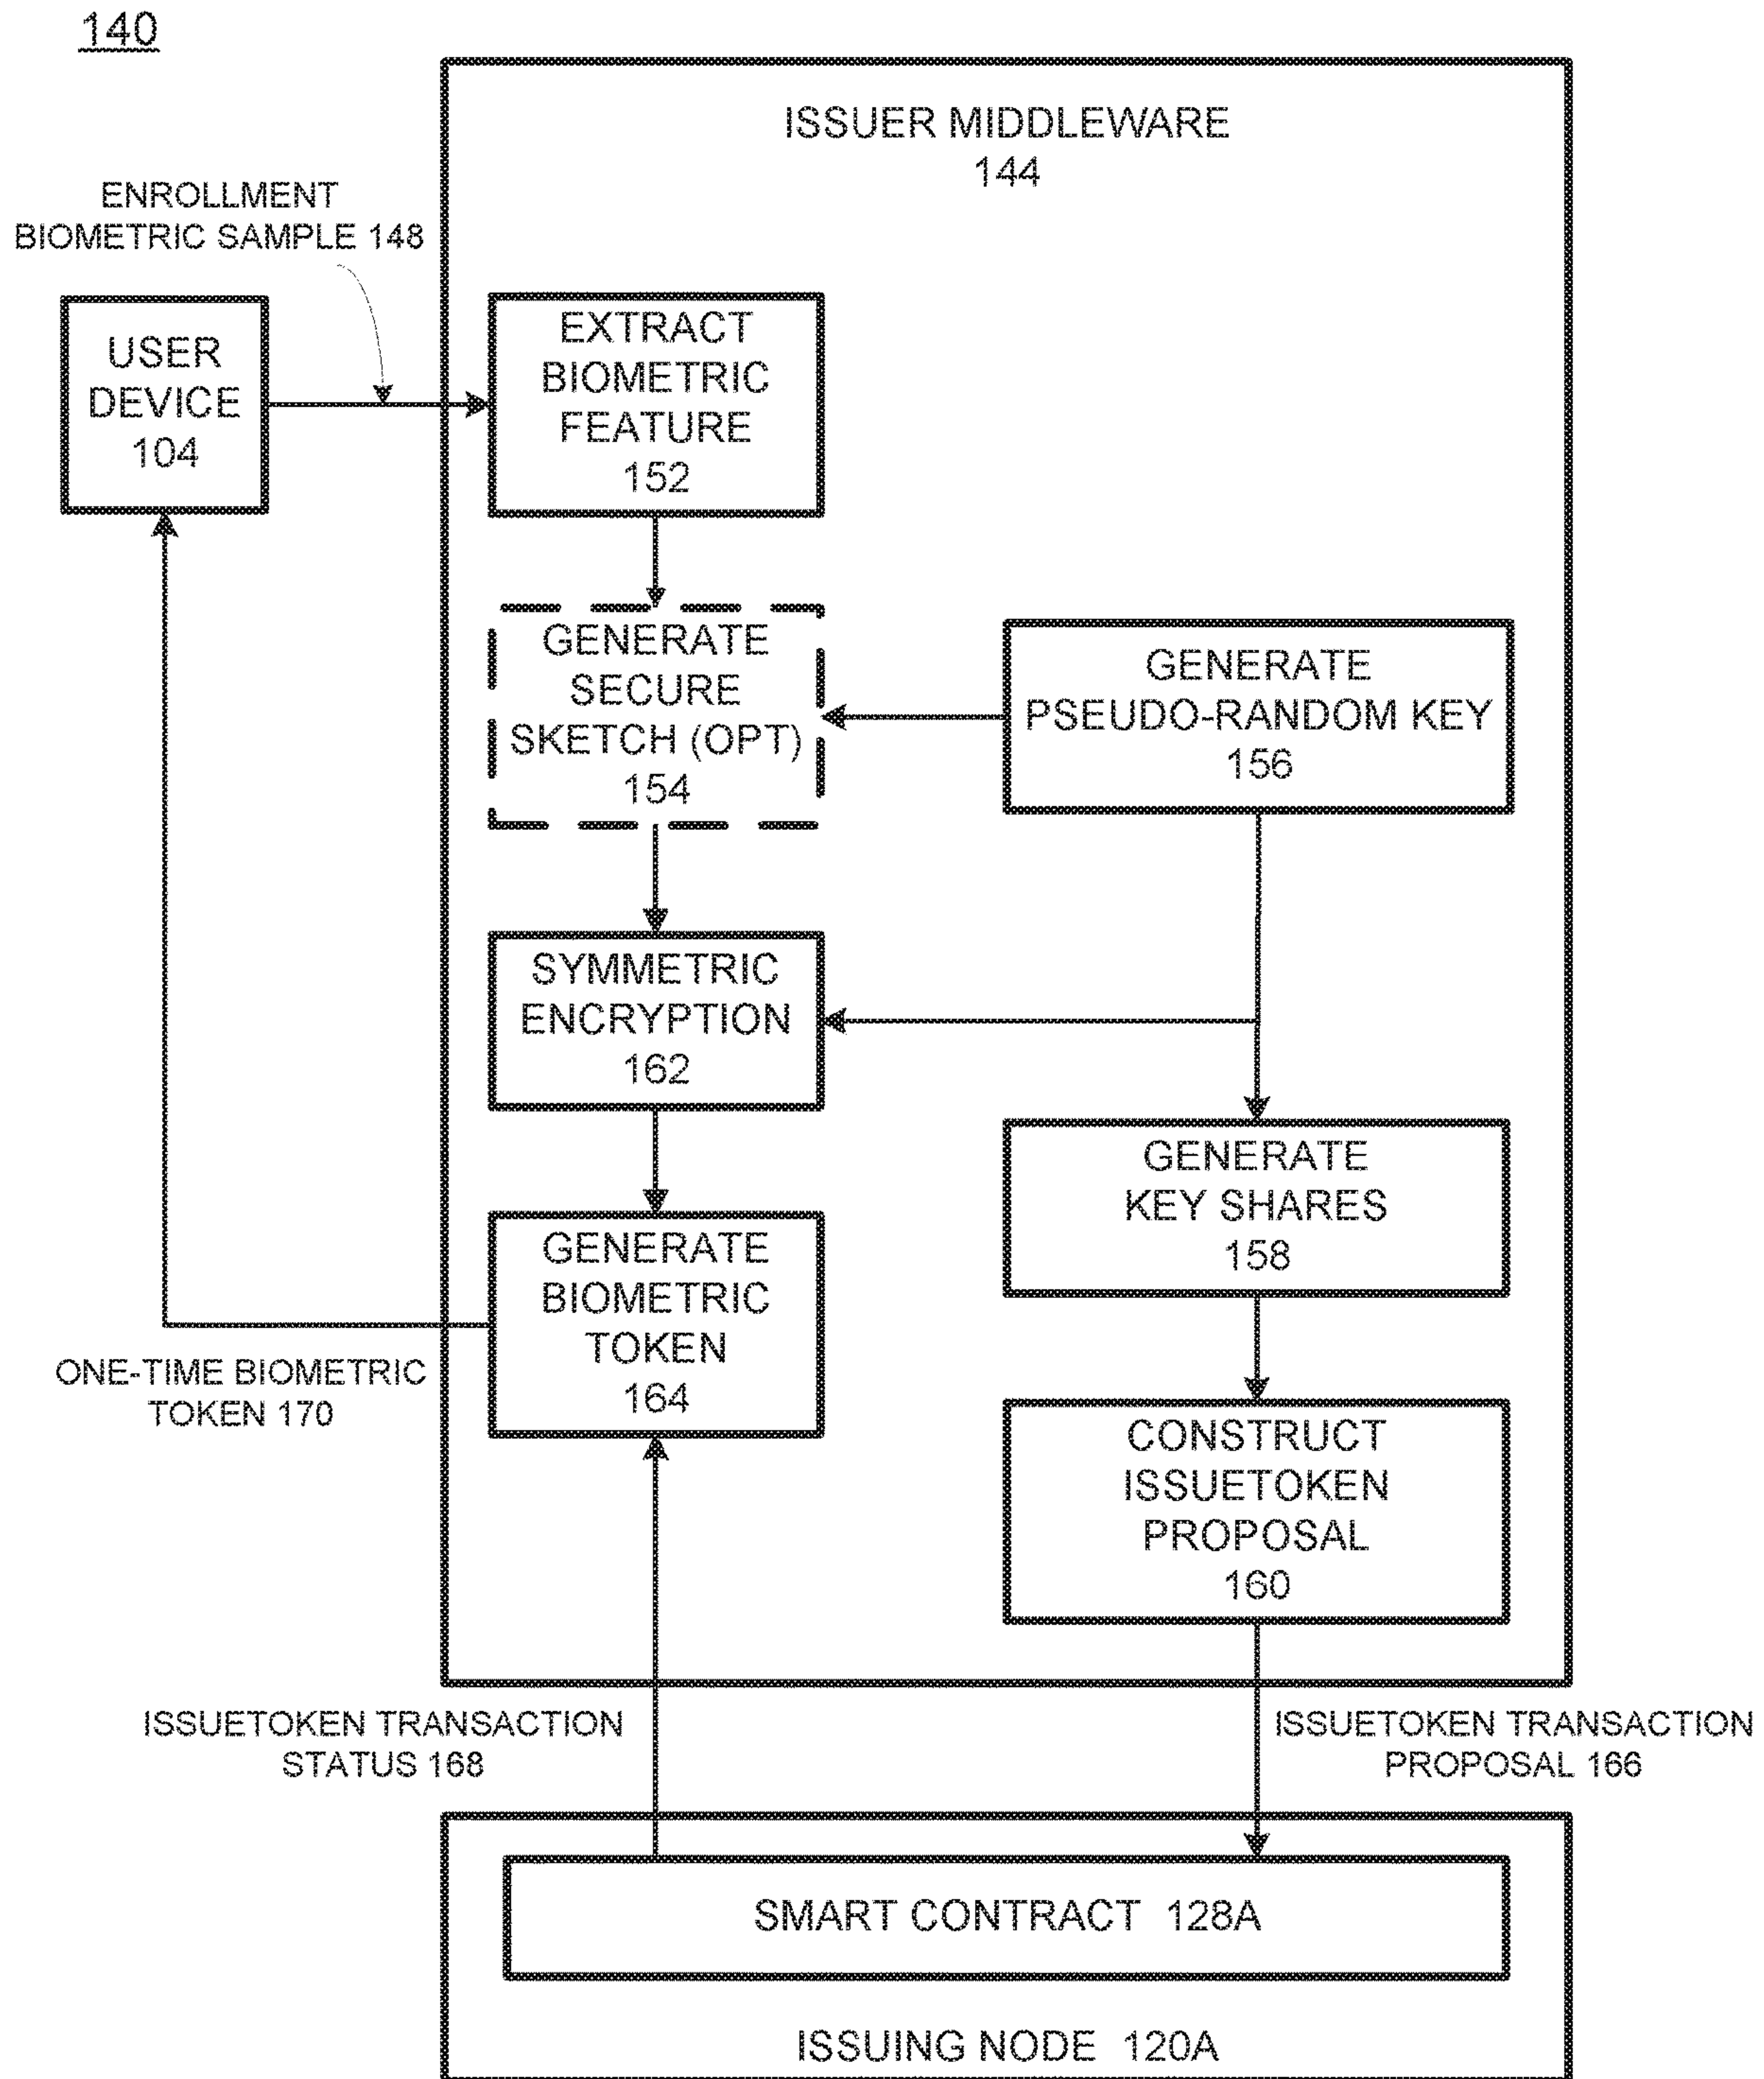 140
ISSUER MIDDLEWARE
144
ENROLLMENT
BIOMETRIC SAMPLE 148
USER
DEVICE
104
EXTRACT
BIOMETRIC
FEATURE
152
GENERATE
SECURE
SKETCH (OPT)
154
GENERATE
PSEUDO-RANDOM KEY
156
SYMMETRIC
ENCRYPTION
162
GENERATE
KEY SHARES
158
GENERATE
BIOMETRIC
TOKEN
164
ONE-TIME BIOMETRIC
TOKEN 170
CONSTRUCT
ISSUETOKEN
PROPOSAL
160
ISSUETOKEN TRANSACTION
STATUS 168
ISSUETOKEN TRANSACTION
PROPOSAL 166
SMART CONTRACT 128A
ISSUING NODE 120A